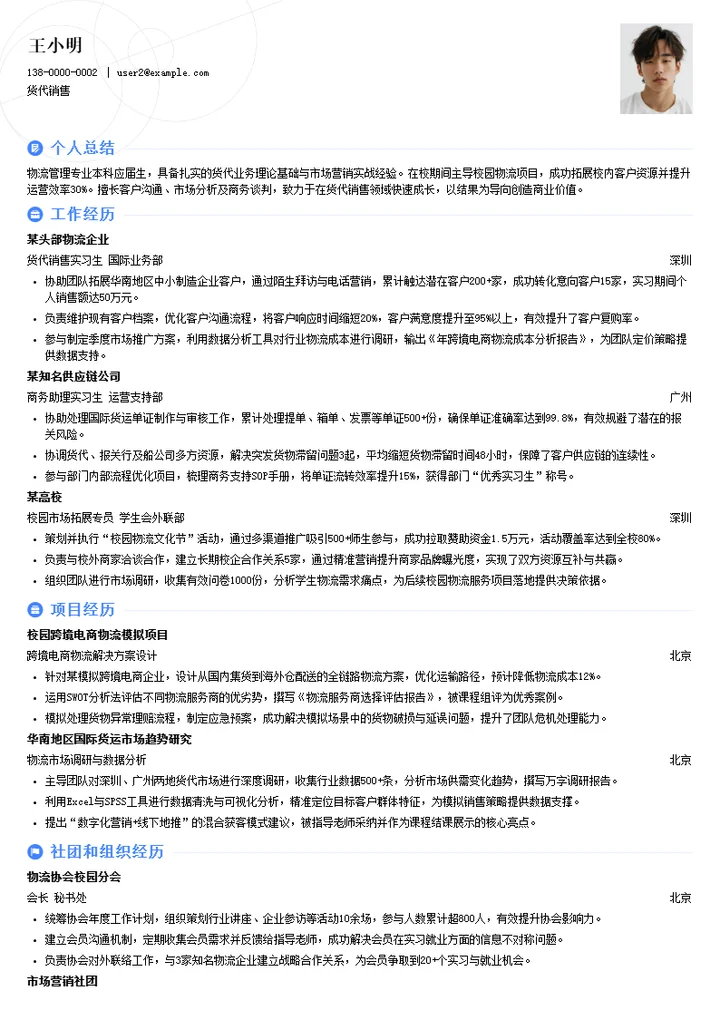 王小明
138-0000-0002 | user2@example.com
货代销售
个人总结
物流管理专业本科应届生，具备扎实的货代业务理论基础与市场营销实战经验。在校期间主导校园物流项目，成功拓展校内客户资源并提升
运营效率30%。擅长客户沟通、市场分析及商务谈判，致力于在货代销售领域快速成长，以结果为导向创造商业价值。
工作经历
某头部物流企业
货代销售实习生 国际业务部 深圳
• 协助团队拓展华南地区中小制造企业客户，通过陌生拜访与电话营销，累计触达潜在客户200+家，成功转化意向客户15家，实习期间个
人销售额达50万元。
• 负责维护现有客户档案，优化客户沟通流程，将客户响应时间缩短20%，客户满意度提升至95%以上，有效提升了客户复购率。
• 参与制定季度市场推广方案，利用数据分析工具对行业物流成本进行调研，输出《年跨境电商物流成本分析报告》，为团队定价策略提
供数据支持。
某知名供应链公司
商务助理实习生 运营支持部 广州
• 协助处理国际货运单证制作与审核工作，累计处理提单、箱单、发票等单证500+份，确保单证准确率达到99.8%，有效规避了潜在的报
关风险。
• 协调货代、报关行及船公司多方资源，解决突发货物滞留问题3起，平均缩短货物滞留时间48小时，保障了客户供应链的连续性。
• 参与部门内部流程优化项目，梳理商务支持SOP手册，将单证流转效率提升15%，获得部门“优秀实习生”称号。
某高校
校园市场拓展专员 学生会外联部 深圳
• 策划并执行“校园物流文化节”活动，通过多渠道推广吸引500+师生参与，成功拉取赞助资金1.5万元，活动覆盖率达到全校80%。
• 负责与校外商家洽谈合作，建立长期校企合作关系5家，通过精准营销提升商家品牌曝光度，实现了双方资源互补与共赢。
• 组织团队进行市场调研，收集有效问卷1000份，分析学生物流需求痛点，为后续校园物流服务项目落地提供决策依据。
项目经历
校园跨境电商物流模拟项目
跨境电商物流解决方案设计 北京
• 针对某模拟跨境电商企业，设计从国内集货到海外仓配送的全链路物流方案，优化运输路径，预计降低物流成本12%。
• 运用SWOT分析法评估不同物流服务商的优劣势，撰写《物流服务商选择评估报告》，被课程组评为优秀案例。
• 模拟处理货物异常理赔流程，制定应急预案，成功解决模拟场景中的货物破损与延误问题，提升了团队危机处理能力。
华南地区国际货运市场趋势研究
物流市场调研与数据分析 北京
• 主导团队对深圳、广州两地货代市场进行深度调研，收集行业数据500+条，分析市场供需变化趋势，撰写万字调研报告。
• 利用Excel与SPSS工具进行数据清洗与可视化分析，精准定位目标客户群体特征，为模拟销售策略提供数据支撑。
• 提出“数字化营销+线下地推”的混合获客模式建议，被指导老师采纳并作为课程结课展示的核心亮点。
社团和组织经历
物流协会校园分会
会长 秘书处 北京
• 统筹协会年度工作计划，组织策划行业讲座、企业参访等活动10余场，参与人数累计超800人，有效提升协会影响力。
• 建立会员沟通机制，定期收集会员需求并反馈给指导老师，成功解决会员在实习就业方面的信息不对称问题。
• 负责协会对外联络工作，与3家知名物流企业建立战略合作关系，为会员争取到20+个实习与就业机会。
市场营销社团